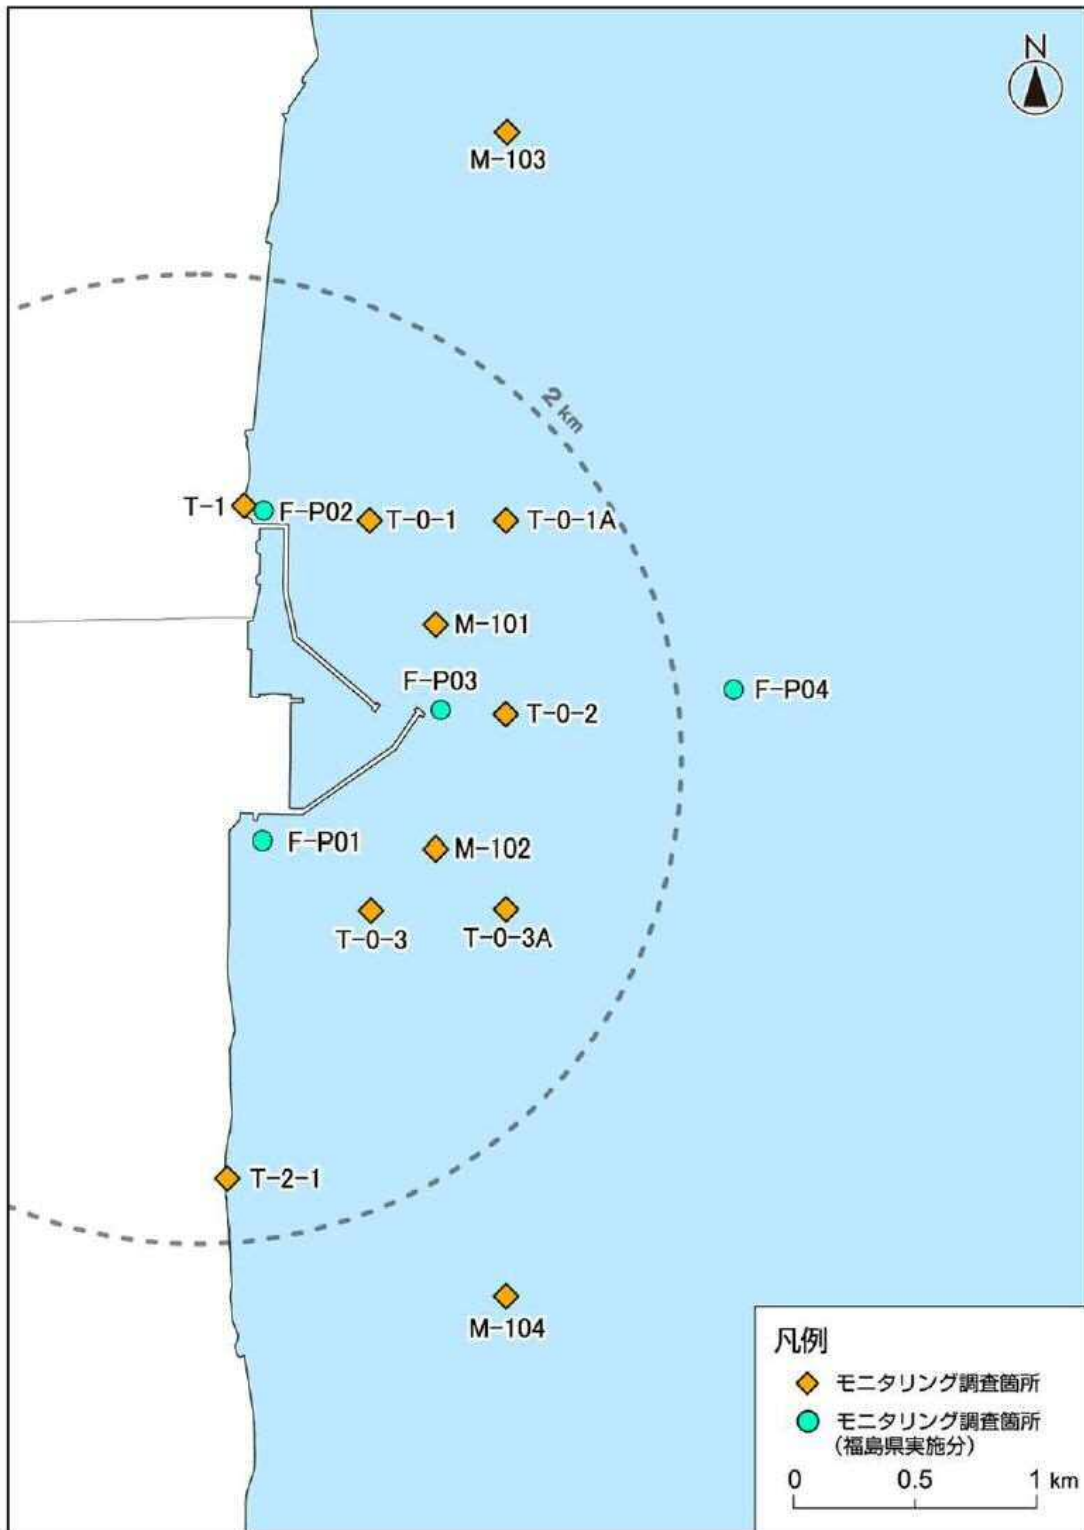 N
M-103
2 km
T-1
F-P02
T-0-1
T-0-1A
M-101
F-P03
F-P04
T-0-2
F-P01
M-102
T-0-3
T-0-3A
T-2-1
M-104
凡例
モニタリング調査箇所
モニタリング調査箇所
(福島県実施分)
0 0.5 1 km